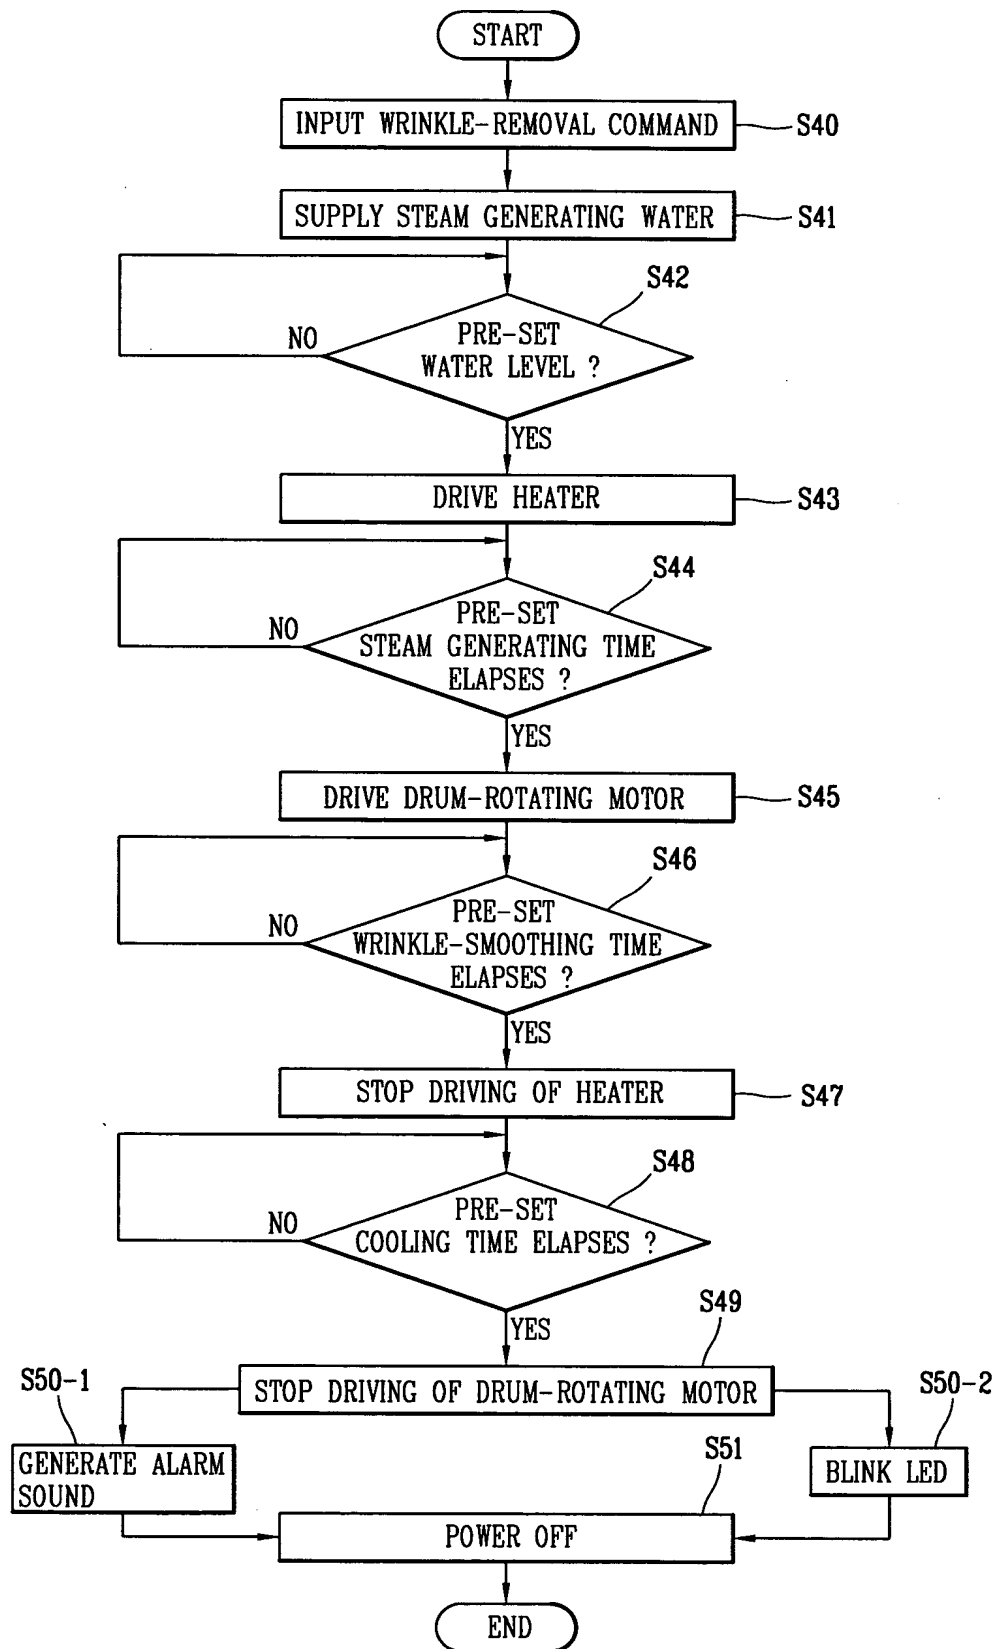 START
INPUT WRINKLE-REMOVAL COMMAND
S40
SUPPLY STEAM GENERATING WATER
S41
S42
PRE-SET
WATER LEVEL ?
NO
YES
DRIVE HEATER
S43
S44
PRE-SET
STEAM GENERATING TIME
ELAPSES ?
NO
YES
DRIVE DRUM-ROTATING MOTOR
S45
S46
PRE-SET
WRINKLE-SMOOTHING TIME
ELAPSES ?
NO
YES
STOP DRIVING OF HEATER
S47
S48
PRE-SET
COOLING TIME ELAPSES ?
NO
YES
S49
STOP DRIVING OF DRUM-ROTATING MOTOR
S50-1
GENERATE ALARM
SOUND
S50-2
BLINK LED
S51
POWER OFF
END